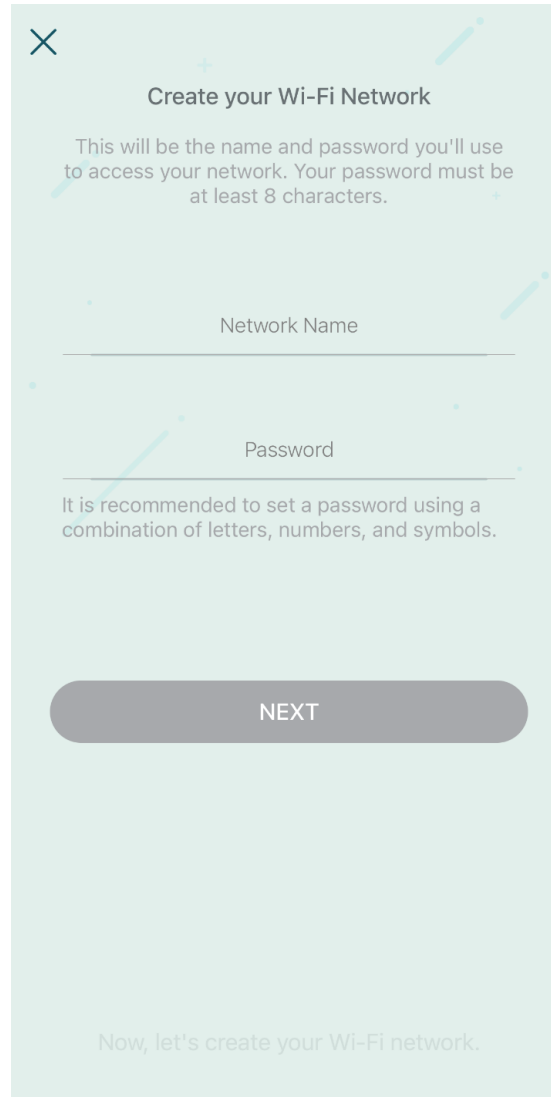 Create your Wi-Fi Network
This will be the name and password you'll use
to access your network. Your password must be
at least 8 characters.
Network Name
Password
It is recommended to set a password using a
combination of letters, numbers, and symbols.
NEXT
Now, let's create your Wi-Fi network.